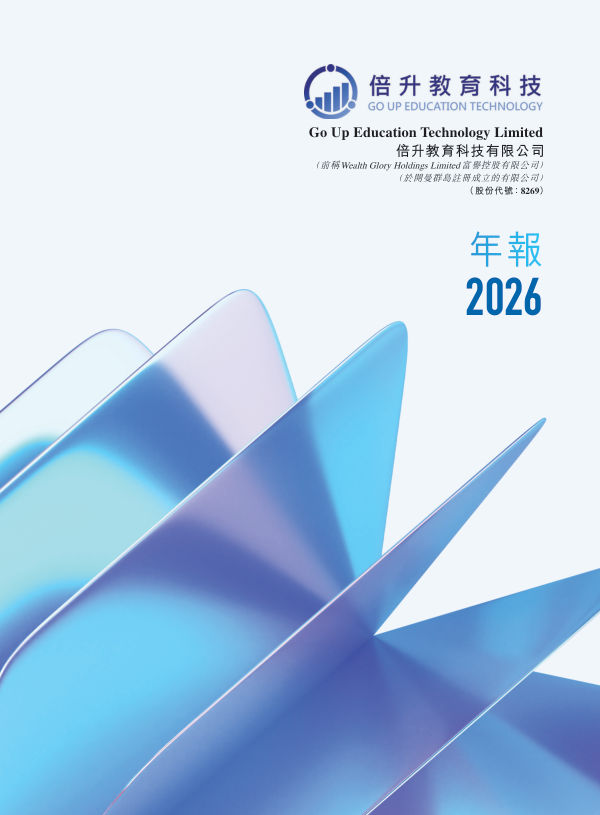 倍升教育科技
GO UP EDUCATION TECHNOLOGY
Go Up Education Technology Limited
倍升教育科技有限公司
（前稱Wealth Glory Holdings Limited富譽控股有限公司）
（於開曼群島註冊成立的有限公司）
（股份代號：8269）
年報
2026